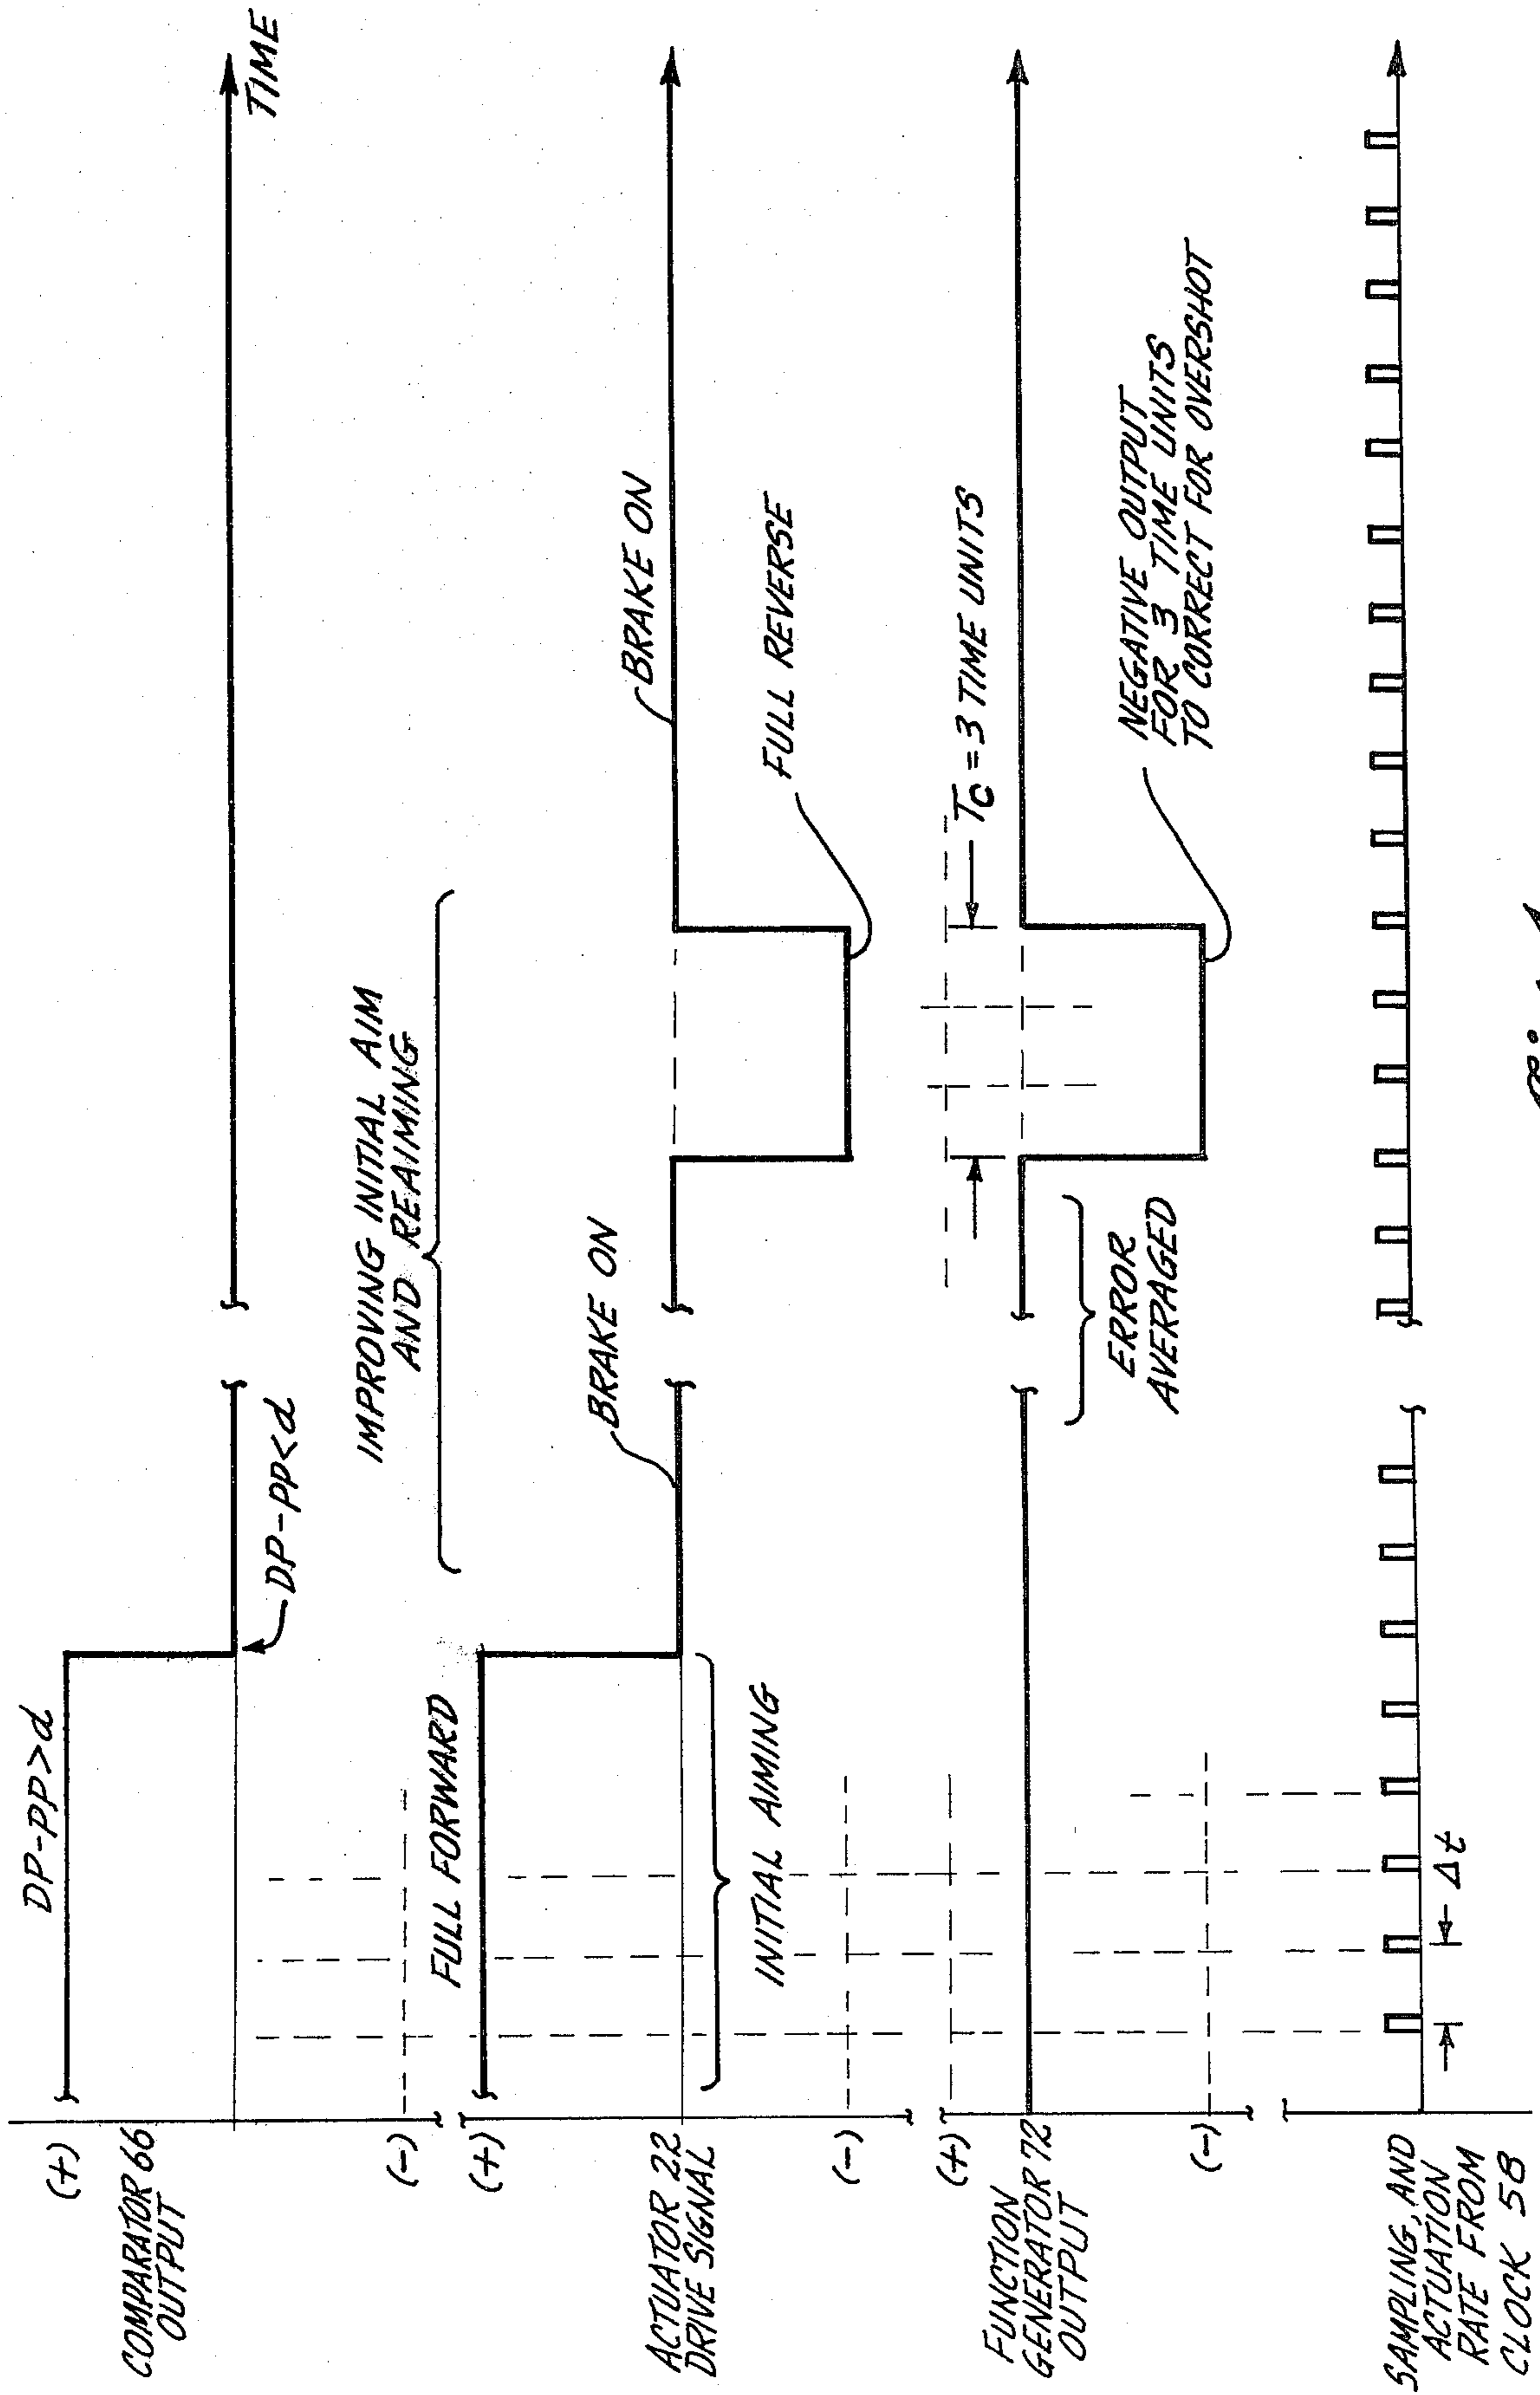 (+)
DP-PP>d
COMPARATOR 66
OUTPUT
DP-PP<d
TIME
(-)
IMPROVING INITIAL AIM
AND REAIMING
(+)
FULL FORWARD
BRAKE ON
BRAKE ON
ACTUATOR 22
DRIVE SIGNAL
INITIAL AIMING
FULL REVERSE
(-)
(+)
Tc = 3 TIME UNITS
FUNCTION
GENERATOR 72
OUTPUT
ERROR
AVERAGED
NEGATIVE OUTPUT
FOR 3 TIME UNITS
TO CORRECT FOR OVERSHOT
(-)
SAMPLING, AND
ACTUATION
RATE FROM
CLOCK 58
Δt